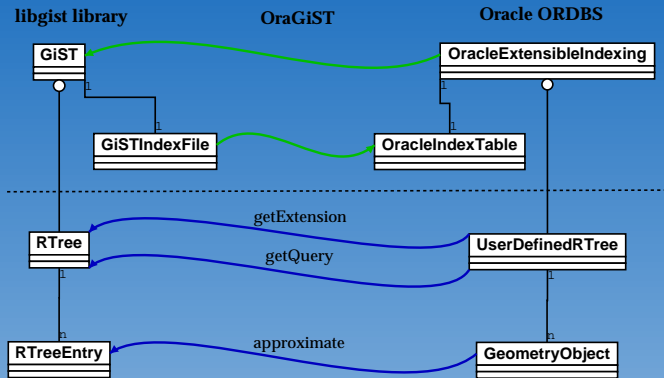 libgist library
OraGiST
Oracle ORDBS
GiST
OracleExtensibleIndexing
1
1
1
1
GiSTIndexFile
OracleIndexTable
getExtension
RTree
getQuery
UserDefinedRTree
1
1
n
n
RTreeEntry
approximate
GeometryObject